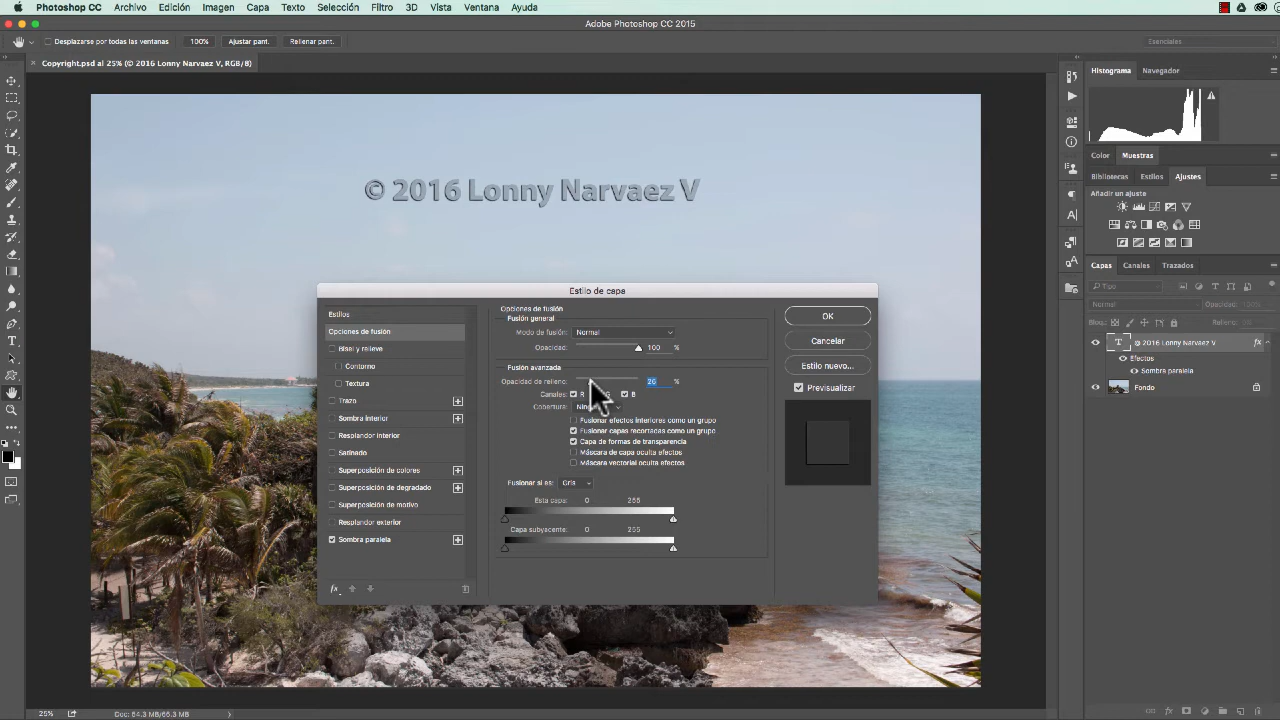 Photoshop CC Archivo Edición Imagen Capa Texto Selección Filtro 3D Vista Ventana Ayuda
Adobe Photoshop CC 2015
Desplazarse por todas las ventanas 100% Ajustar pant. Rellenar pant. Esenciales
× Copyright.psd al 25% (© 2016 Lonny Narvaez V, RGB/8)
Histograma Navegador
Color Muestras
Bibliotecas Estilos Ajustes
Añadir un ajuste
© 2016 Lonny Narvaez V
Capas Canales Trazados
Tipo
Normal Opacidad: 100%
Bloq.:
T © 2016 Lonny Narvaez V fx
Efectos
Sombra paralela
Fondo
Estilo de capa
Estilos
Opciones de fusión
Bisel y relieve
Contorno
Textura
Trazo
Sombra interior
Resplandor interior
Satinado
Superposición de colores
Superposición de degradado
Superposición de motivo
Resplandor exterior
Sombra paralela
fx
Opciones de fusión
Fusión general
Modo de fusión: Normal
Opacidad: 100 %
Fusión avanzada
Opacidad de relleno: 26 %
Canales: R G B
Cobertura:
Fusionar efectos interiores como un grupo
Fusionar capas recortadas como un grupo
Capa de formas de transparencia
Máscara de capa oculta efectos
Máscara vectorial oculta efectos
Fusionar si es: Gris
Esta capa: 0 255
Capa subyacente: 0 255
OK
Cancelar
Estilo nuevo...
Previsualizar
25% Doc: 64.3 MB/65.3 MB